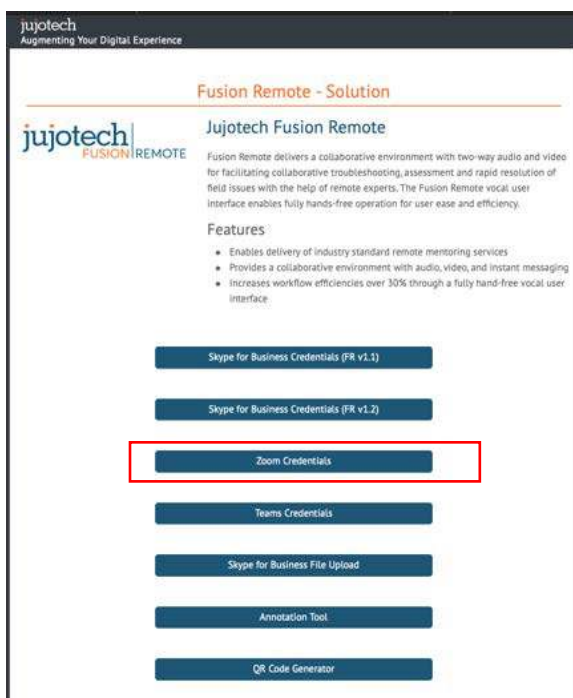 jujotech
Augmenting Your Digital Experience
Fusion Remote - Solution
jujotech
FUSION REMOTE
Jujotech Fusion Remote
Fusion Remote delivers a collaborative environment with two-way audio and video
for facilitating collaborative troubleshooting, assessment and rapid resolution of
field issues with the help of remote experts. The Fusion Remote vocal user
interface enables fully hands-free operation for user ease and efficiency.
Features
• Enables delivery of industry standard remote mentoring services
• Provides a collaborative environment with audio, video, and instant messaging
• Increases workflow efficiencies over 30% through a fully hand-free vocal user
interface
Skype for Business Credentials (FR v1.1)
Skype for Business Credentials (FR v1.2)
Zoom Credentials
Teams Credentials
Skype for Business File Upload
Annotation Tool
QR Code Generator